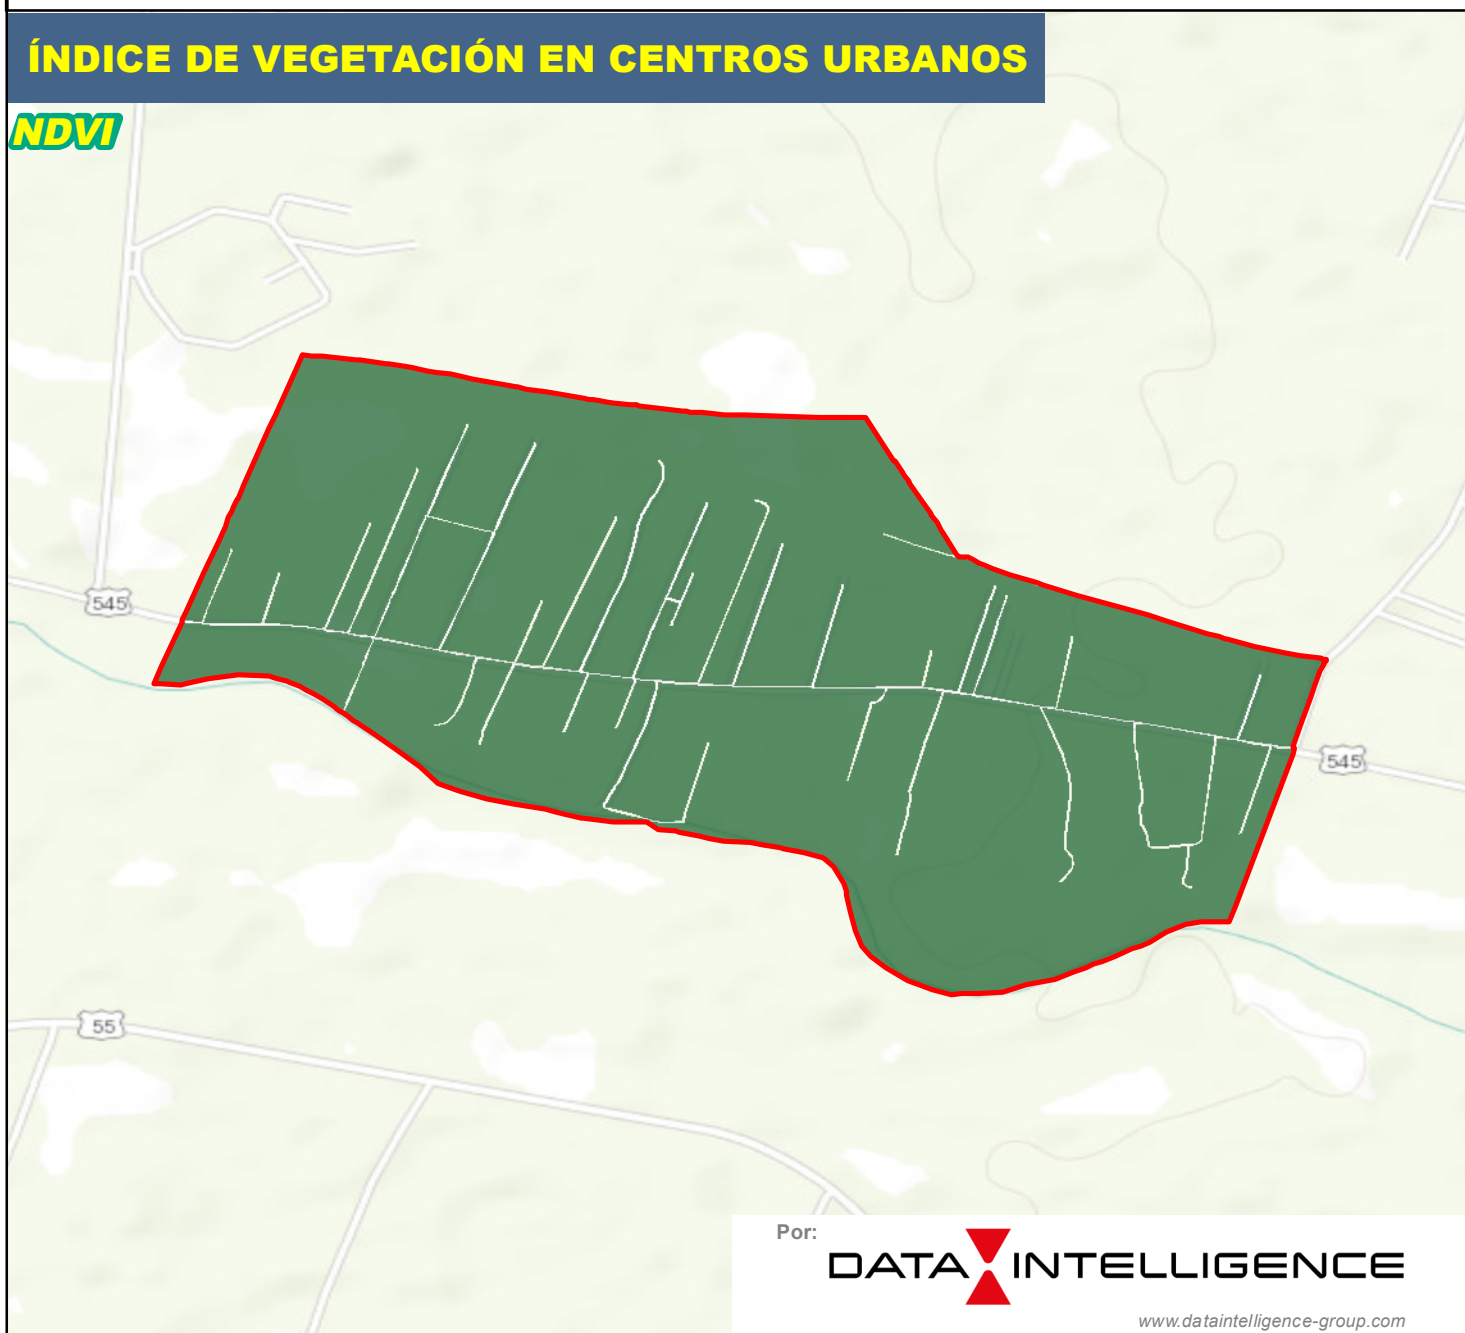 ÍNDICE DE VEGETACIÓN EN CENTROS URBANOS
NDVI
545
545
55
Por:
DATA INTELLIGENCE
www.dataintelligence-group.com